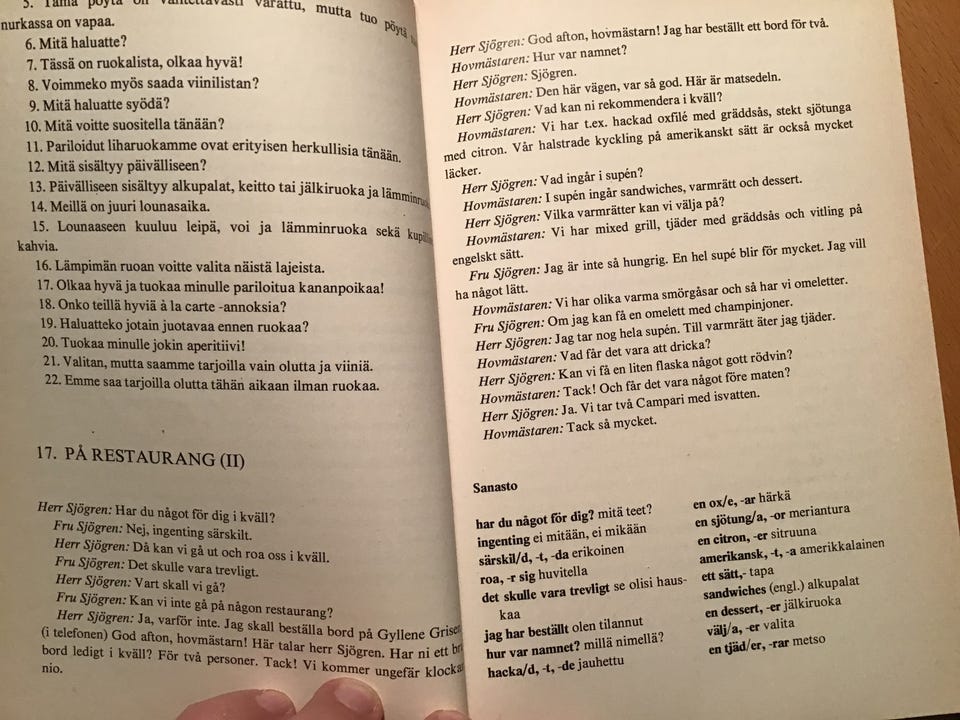 5. Tämä pöytä on valitettavasti varattu, mutta tuo pöytä
nurkassa on vapaa.
6. Mitä haluatte?
7. Tässä on ruokalista, olkaa hyvä!
8. Voimmeko myös saada viinilistan?
9. Mitä haluatte syödä?
10. Mitä voitte suositella tänään?
11. Pariloidut liharuokamme ovat erityisen herkullisia tänään.
12. Mitä sisältyy päivälliseen?
13. Päivälliseen sisältyy alkupalat, keitto tai jälkiruoka ja
14. Meillä on juuri lounasaika.
15. Lounaaseen kuuluu leipä, voi ja lämminruoka sekä
kahvia.
16. Lämpimän ruoan voitte valita näistä lajeista.
17. Olkaa hyvä ja tuokaa minulle pariloitua kananpoikaa!
18. Onko teillä hyviä à la carte -annoksia?
19. Haluatteko jotain juotavaa ennen ruokaa?
20. Tuokaa minulle jokin aperitiivi!
21. Valitan, mutta saamme tarjoilla vain olutta ja viiniä.
22. Emme saa tarjoilla olutta tähän aikaan ilman ruokaa.
17. PÅ RESTAURANG (II)
Herr Sjögren: Har du något för dig i kväll?
Fru Sjögren: Nej, ingenting särskilt.
Herr Sjögren: Då kan vi gå ut och roa oss i kväll.
Fru Sjögren: Det skulle vara trevligt.
Herr Sjögren: Vart skall vi gå?
Fru Sjögren: Kan vi inte gå på någon restaurang?
Herr Sjögren: Ja, varför inte. Jag skall beställa bord på Gyllene
(i telefonen) God afton, hovmästarn! Här talar herr Sjögren. Har ni ett
bord ledigt i kväll? För två personer. Tack! Vi kommer ungefär
nio.
Herr Sjögren: God afton, hovmästarn! Jag har beställt ett bord för två.
Hovmästaren: Hur var namnet?
Herr Sjögren: Sjögren.
Hovmästaren: Den här vägen, var så god. Här är matsedeln.
Herr Sjögren: Vad kan ni rekommendera i kväll?
Hovmästaren: Vi har t.ex. hackad oxfilé med gräddsås, stekt sjötunga
med citron. Vår halstrade kyckling på amerikanskt sätt är också mycket
läcker.
Herr Sjögren: Vad ingår i supén?
Hovmästaren: I supén ingår sandwiches, varmrätt och dessert.
Herr Sjögren: Vilka varmrätter kan vi välja på?
Hovmästaren: Vi har mixed grill, tjäder med gräddsås och vitling på
engelskt sätt.
Fru Sjögren: Jag är inte så hungrig. En hel supé blir för mycket. Jag vill
ha något lätt.
Hovmästaren: Vi har olika varma smörgåsar och så har vi omeletter.
Fru Sjögren: Om jag kan få en omelett med champinjoner.
Herr Sjögren: Jag tar nog hela supén. Till varmrätt äter jag tjäder.
Hovmästaren: Vad får det vara att dricka?
Herr Sjögren: Kan vi få en liten flaska något gott rödvin?
Hovmästaren: Tack! Och får det vara något före maten?
Herr Sjögren: Ja. Vi tar två Campari med isvatten.
Hovmästaren: Tack så mycket.
Sanasto
har du något för dig? mitä teet?
ingenting ei mitään, ei mikään
särskil/d, -t, -da erikoinen
roa, -r sig huvitella
det skulle vara trevligt se olisi haus-
kaa
jag har beställt olen tilannut
hur var namnet? millä nimellä?
hacka/d, -t, -de jauhettu
en ox/e, -ar härkä
en sjötung/a, -or meriantura
en citron, -er sitruuna
amerikansk, -t, -a amerikkalainen
ett sätt,- tapa
sandwiches (engl.) alkupalat
en dessert, -er jälkiruoka
välj/a, -er valita
en tjäd/er, -rar metso